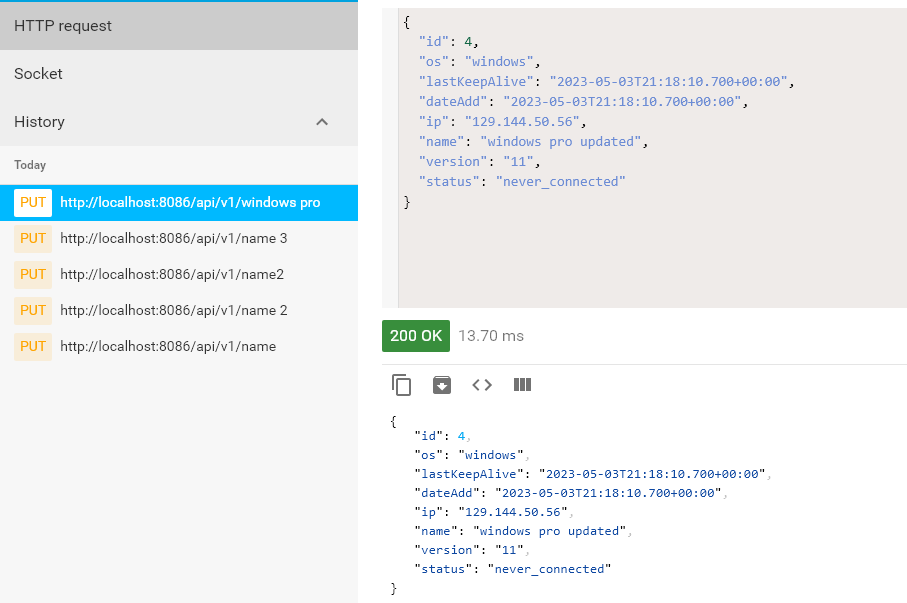 HTTP request
Socket
History
Today
PUT http://localhost:8086/api/v1/windows pro
PUT http://localhost:8086/api/v1/name 3
PUT http://localhost:8086/api/v1/name2
PUT http://localhost:8086/api/v1/name 2
PUT http://localhost:8086/api/v1/name
{
"id": 4,
"os": "windows",
"lastKeepAlive": "2023-05-03T21:18:10.700+00:00",
"dateAdd": "2023-05-03T21:18:10.700+00:00",
"ip": "129.144.50.56",
"name": "windows pro updated",
"version": "11",
"status": "never_connected"
}
200 OK 13.70 ms
{
"id": 4,
"os": "windows",
"lastKeepAlive": "2023-05-03T21:18:10.700+00:00",
"dateAdd": "2023-05-03T21:18:10.700+00:00",
"ip": "129.144.50.56",
"name": "windows pro updated",
"version": "11",
"status": "never_connected"
}